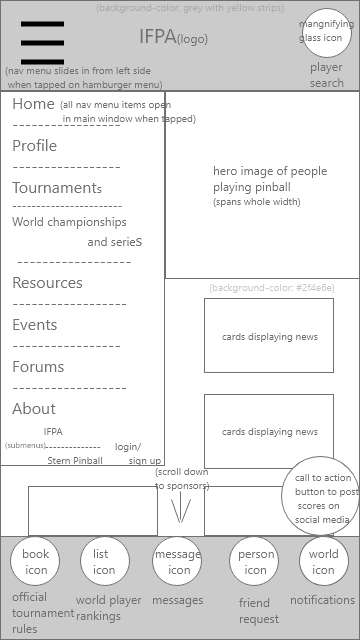 (background-color: grey with yellow strips)
IFPA(logo)
mangnifying
glass icon
(nav menu slides in from left side
when tapped on hamburger menu)
player
search
Home (all nav menu items open
in main window when tapped)
Profile
Tournaments
World championships
and serieS
Resources
Events
Forums
About
IFPA
(submenus)
login/
Stern Pinball
sign up
hero image of people
playing pinball
(spans whole width)
(background-color: #2f4e6e)
cards displaying news
cards displaying news
(scroll down
to sponsors)
call to action
button to post
scores on
social media
book
icon
list
icon
message
icon
person
icon
world
icon
official
tournament
rules
world player
rankings
messages
friend
request
notifications